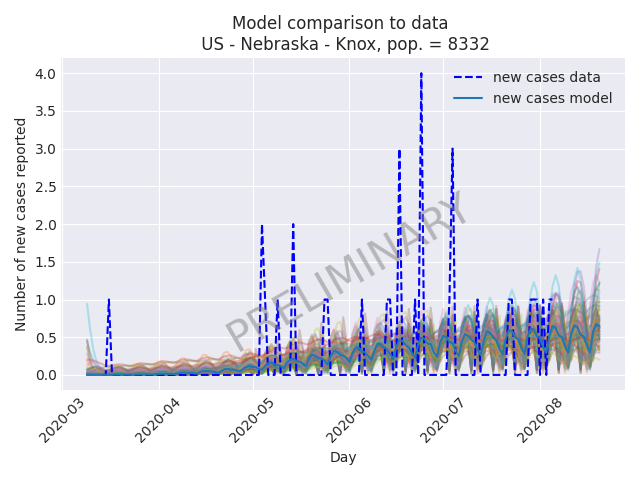 Model comparison to data
US - Nebraska - Knox, pop. = 8332
new cases data
new cases model
Number of new cases reported
4.0
3.5
3.0
2.5
2.0
1.5
1.0
0.5
0.0
PRELIMINARY
2020-03
2020-04
2020-05
2020-06
2020-07
2020-08
Day